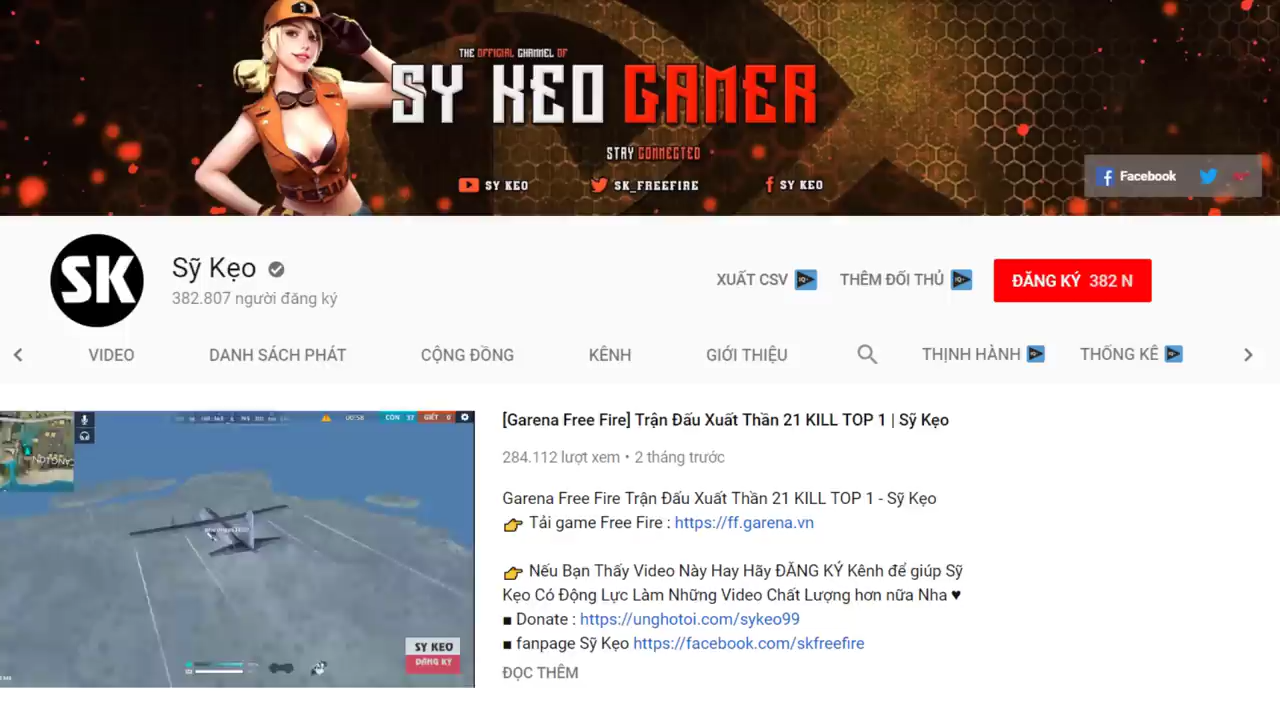 THE OFFICIAL CHANNEL OF
SY KEO GAMER
STAY CONNECTED
SY KEO
SK_FREEFIRE
SY KEO
Facebook
SK
Sỹ Kẹo
382.807 người đăng ký
XUẤT CSV
THÊM ĐỐI THỦ
ĐĂNG KÝ 382 N
VIDEO
DANH SÁCH PHÁT
CỘNG ĐỒNG
KÊNH
GIỚI THIỆU
THỊNH HÀNH
THỐNG KÊ
CÒN 37
GIẾT 0
SY KEO
ĐĂNG KÝ
[Garena Free Fire] Trận Đấu Xuất Thần 21 KILL TOP 1 | Sỹ Kẹo
284.112 lượt xem • 2 tháng trước
Garena Free Fire Trận Đấu Xuất Thần 21 KILL TOP 1 - Sỹ Kẹo
👉 Tải game Free Fire : https://ff.garena.vn
👉 Nếu Bạn Thấy Video Này Hay Hãy ĐĂNG KÝ Kênh để giúp Sỹ
Kẹo Có Động Lực Làm Những Video Chất Lượng hơn nữa Nha ♥
■ Donate : https://unghotoi.com/sykeo99
■ fanpage Sỹ Kẹo https://facebook.com/skfreefire
ĐỌC THÊM